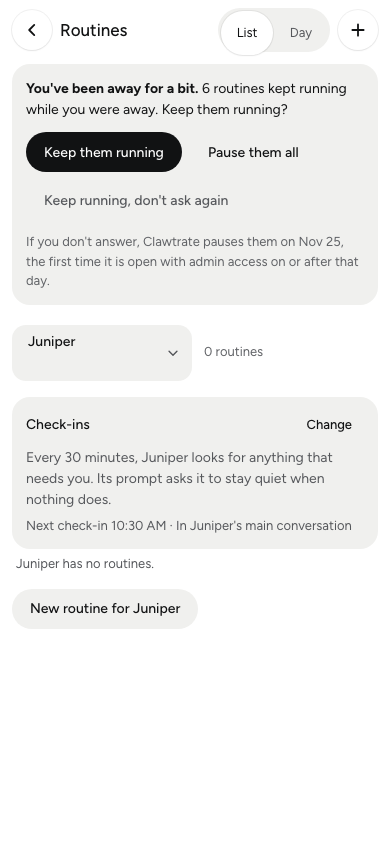 Routines
List
Day
You've been away for a bit. 6 routines kept running
while you were away. Keep them running?
Keep them running
Pause them all
Keep running, don't ask again
If you don't answer, Clawtrate pauses them on Nov 25,
the first time it is open with admin access on or after that
day.
Juniper
0 routines
Check-ins
Change
Every 30 minutes, Juniper looks for anything that
needs you. Its prompt asks it to stay quiet when
nothing does.
Next check-in 10:30 AM · In Juniper's main conversation
Juniper has no routines.
New routine for Juniper